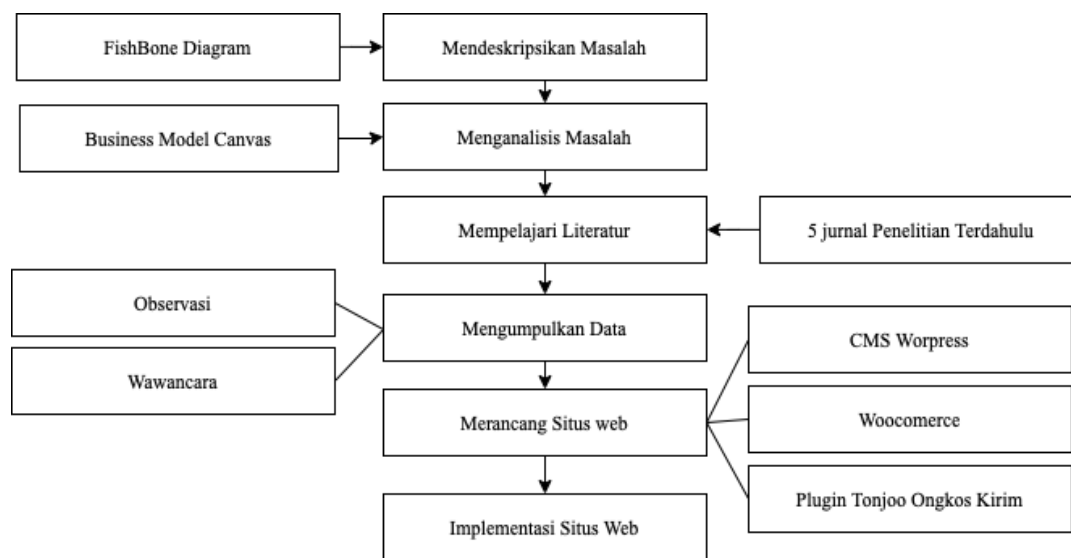 FishBone Diagram
Mendeskripsikan Masalah
Business Model Canvas
Menganalisis Masalah
Mempelajari Literatur
5 jurnal Penelitian Terdahulu
Observasi
Mengumpulkan Data
CMS Worpress
Wawancara
Merancang Situs web
Woocomerce
Plugin Tonjoo Ongkos Kirim
Implementasi Situs Web